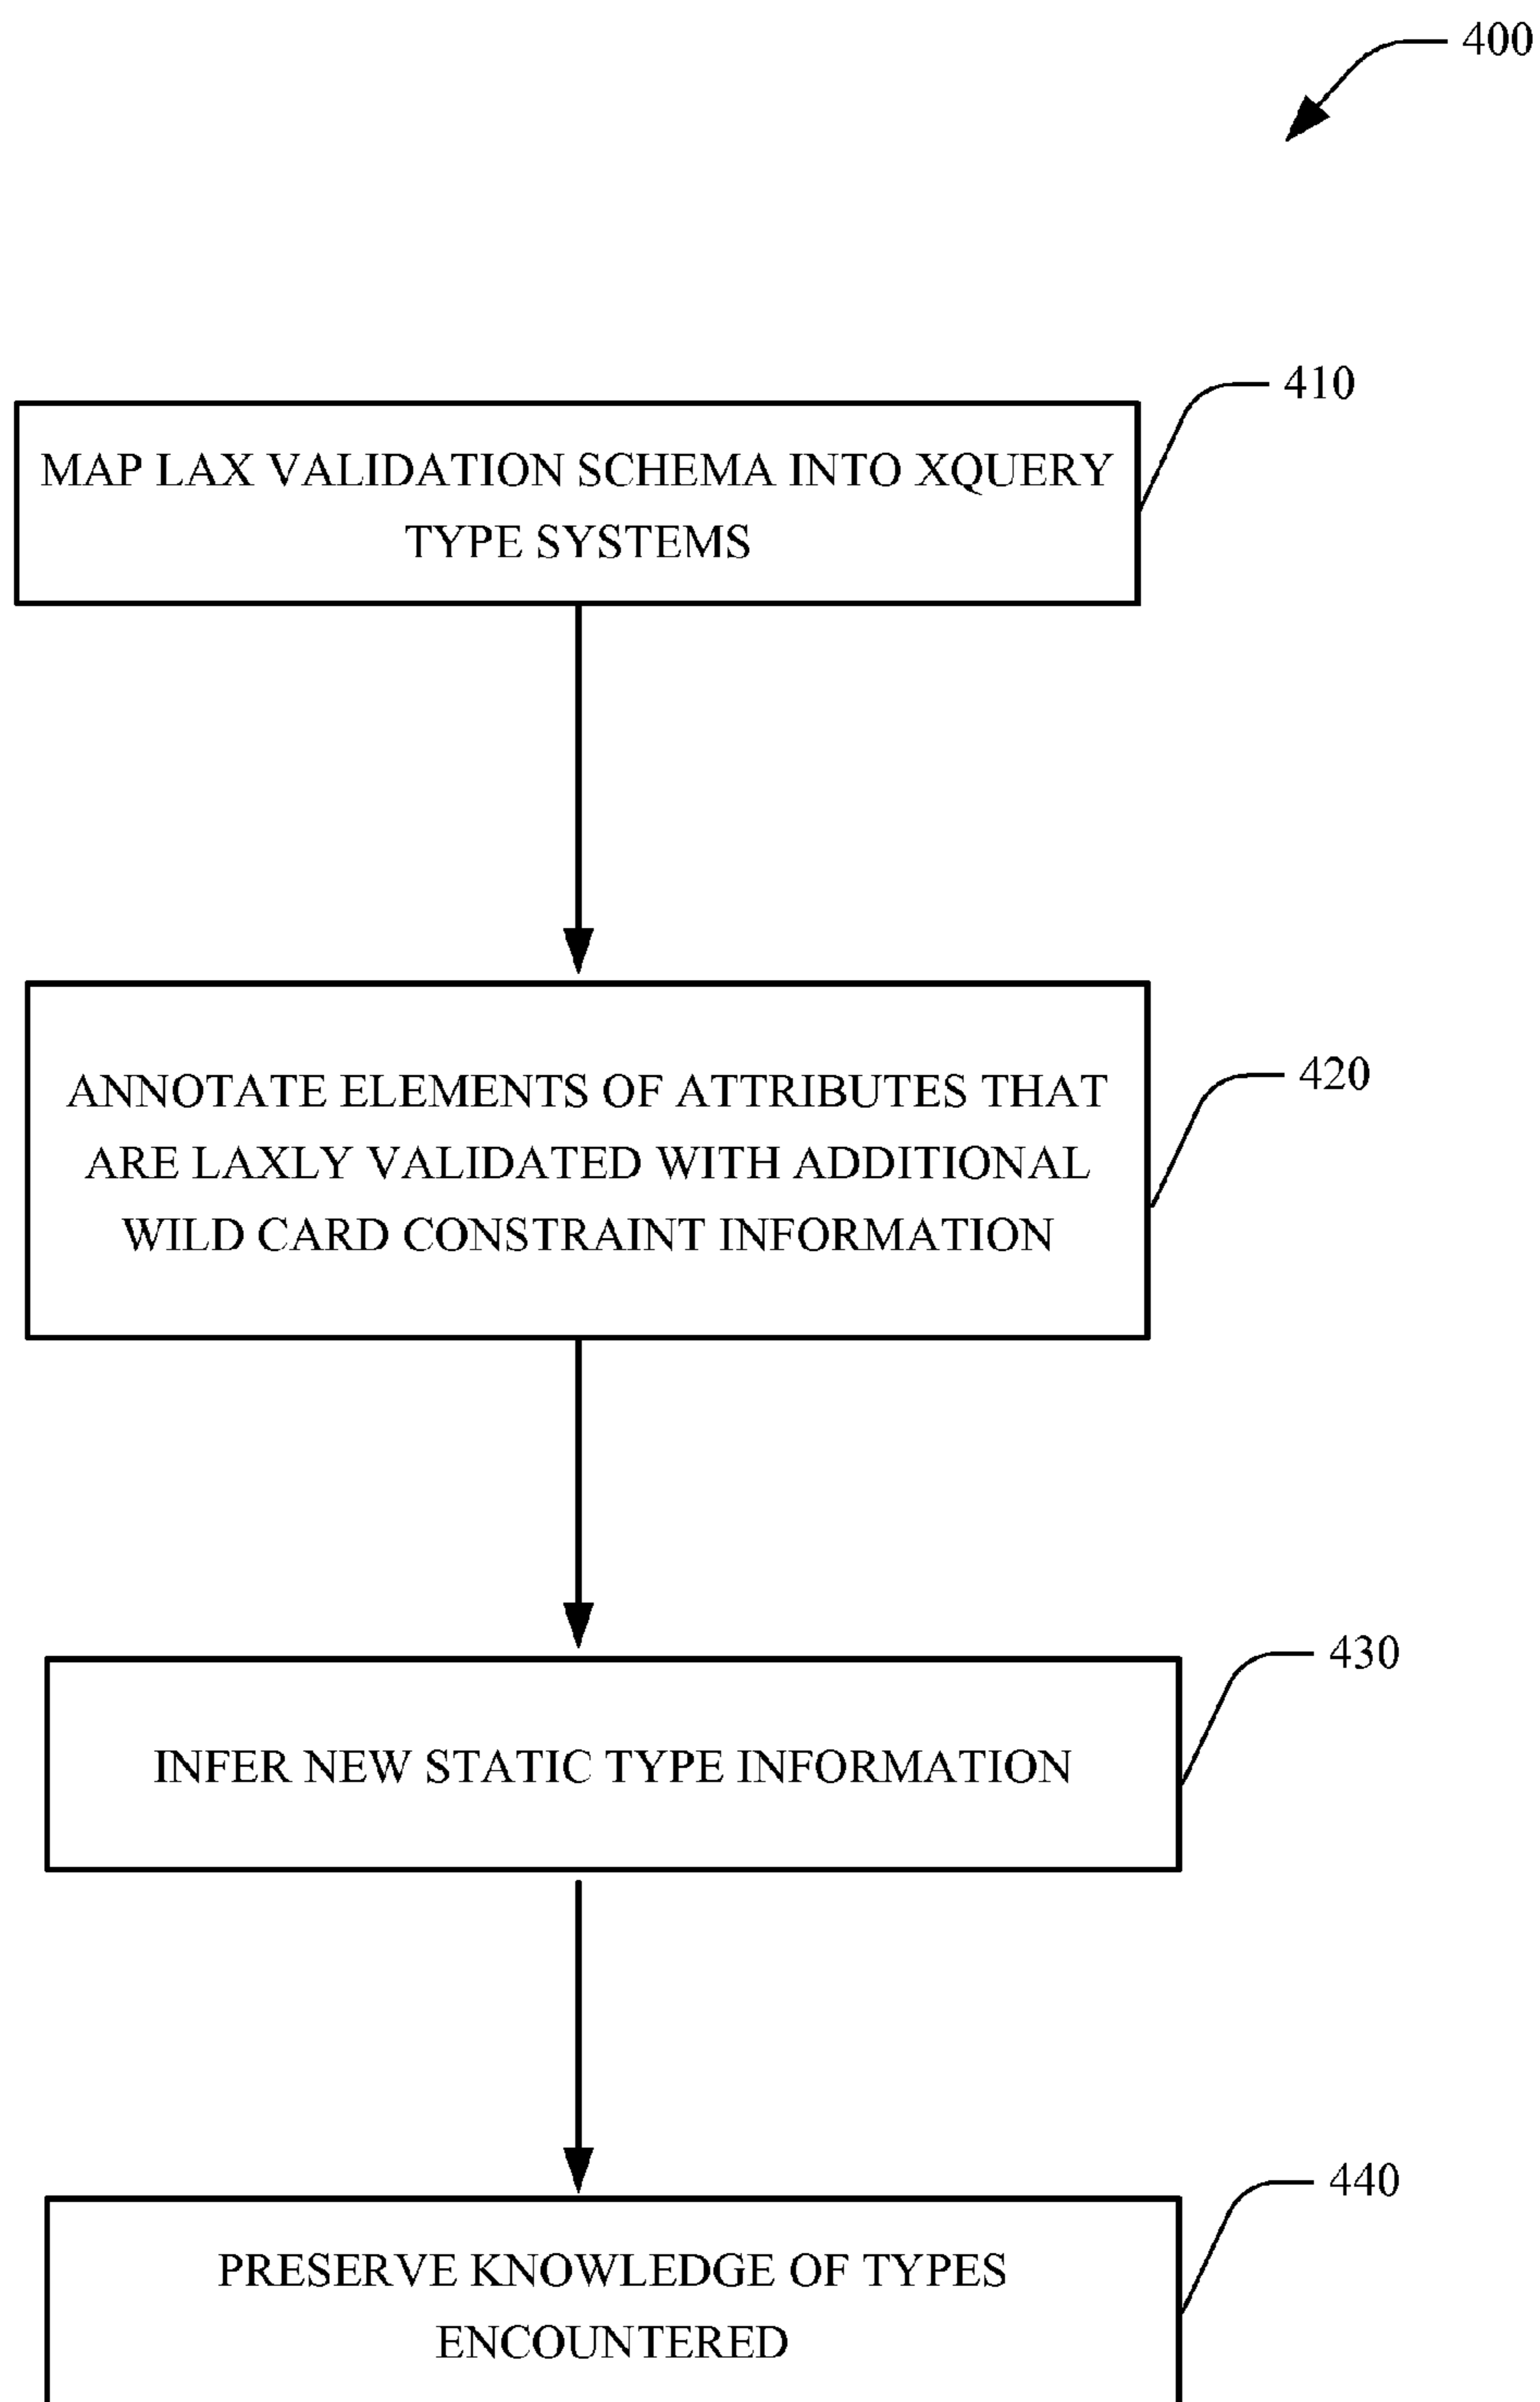 400
410
MAP LAX VALIDATION SCHEMA INTO XQUERY
TYPE SYSTEMS
420
ANNOTATE ELEMENTS OF ATTRIBUTES THAT
ARE LAXLY VALIDATED WITH ADDITIONAL
WILD CARD CONSTRAINT INFORMATION
430
INFER NEW STATIC TYPE INFORMATION
440
PRESERVE KNOWLEDGE OF TYPES
ENCOUNTERED